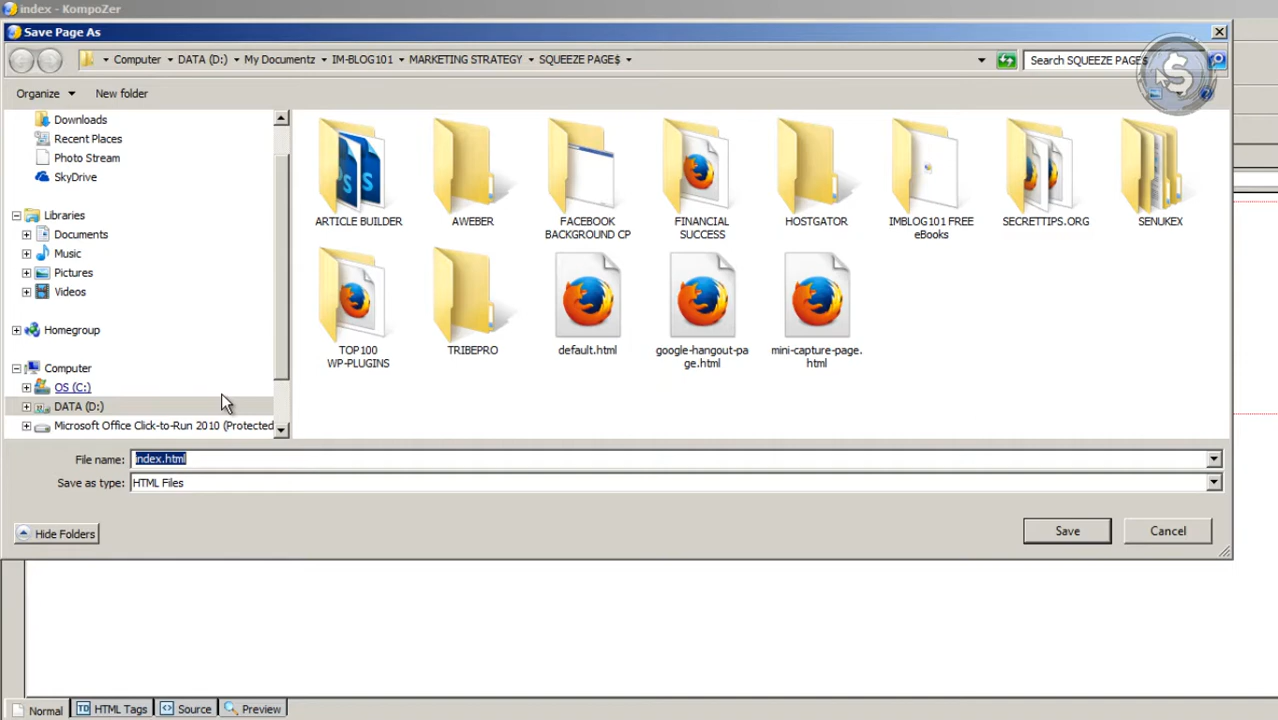 index - KompoZer
Save Page As
Computer DATA (D:) My Documentz IM-BLOG101 MARKETING STRATEGY SQUEEZE PAGE$
Search SQUEEZE PAGE$
Organize New folder
Downloads
Recent Places
Photo Stream
SkyDrive
Libraries
Documents
Music
Pictures
Videos
Homegroup
Computer
OS (C:)
DATA (D:)
Microsoft Office Click-to-Run 2010 (Protected
ARTICLE BUILDER
AWEBER
FACEBOOK
BACKGROUND CP
FINANCIAL
SUCCESS
HOSTGATOR
IMBLOG101 FREE
eBooks
SECRETTIPS.ORG
SENUKEX
TOP100
WP-PLUGINS
TRIBEPRO
default.html
google-hangout-pa
ge.html
mini-capture-page.
html
File name: index.html
Save as type: HTML Files
Hide Folders
Save
Cancel
Normal
HTML Tags
Source
Preview